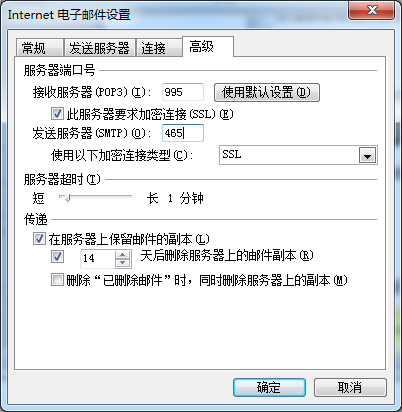 Internet 电子邮件设置
常规 发送服务器 连接 高级
服务器端口号
接收服务器(POP3)(I): 995 使用默认设置(D)
此服务器要求加密连接(SSL)(E)
发送服务器(SMTP)(O): 465
使用以下加密连接类型(C): SSL
服务器超时(T)
短 长 1 分钟
传递
在服务器上保留邮件的副本(L)
14 天后删除服务器上的邮件副本(R)
删除“已删除邮件”时，同时删除服务器上的副本(M)
确定 取消